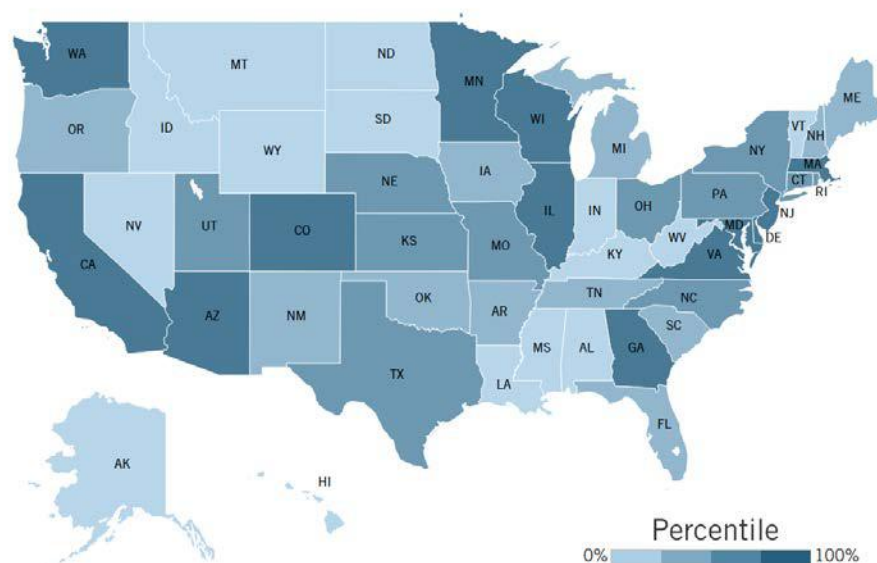 WA
MT
ND
MN
ME
OR
ID
SD
WI
VT
NH
WY
MI
NY
MA
CT
RI
NE
IA
PA
NJ
NV
UT
CO
IL
IN
OH
MD
DE
CA
KS
MO
WV
VA
KY
AZ
NM
OK
AR
TN
NC
SC
TX
MS
AL
GA
LA
FL
AK
HI
Percentile
0% 100%